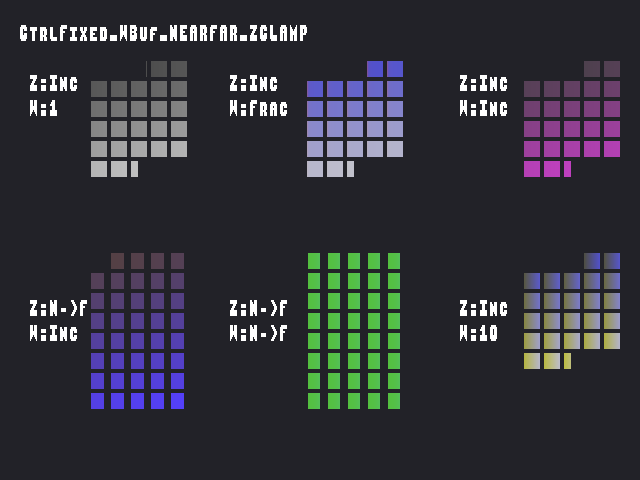 CtrlFixed_WBuf_NEARFAR_ZCLAMP
Z:Inc
W:1
Z:Inc
W:Frac
Z:Inc
W:Inc
Z:N->F
W:Inc
Z:N->F
W:N->F
Z:Inc
W:10